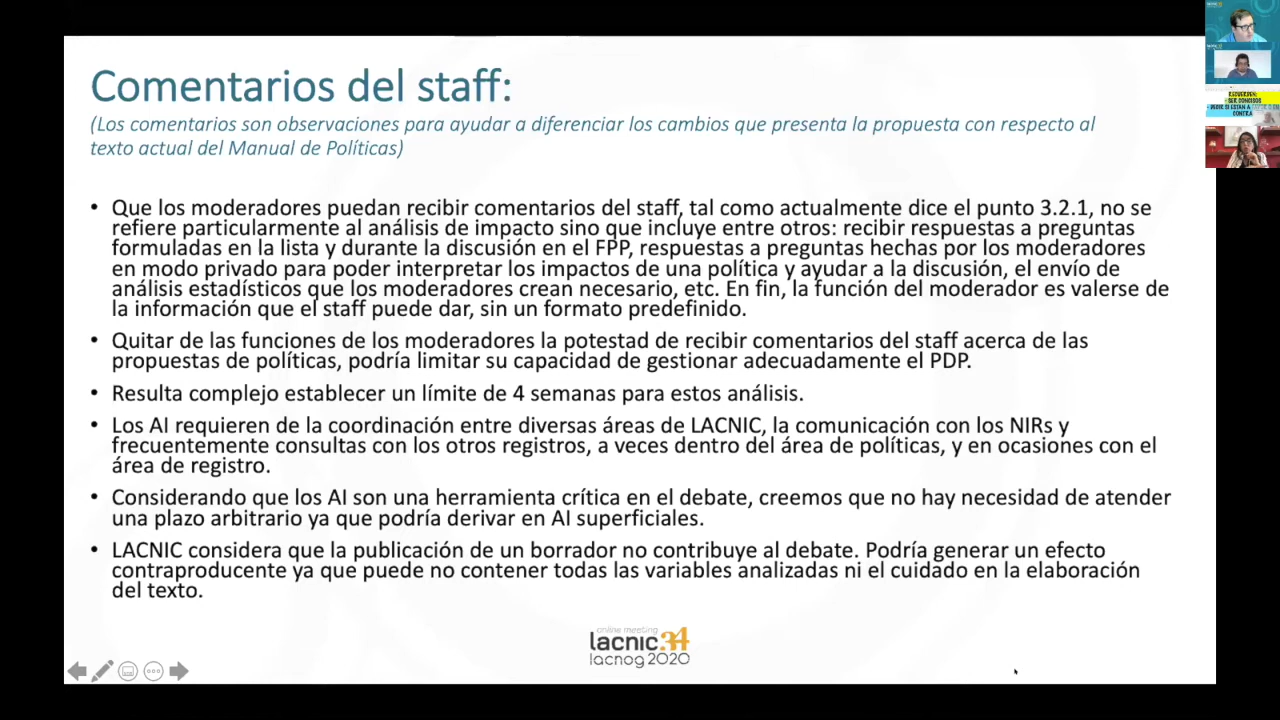 Comentarios del staff:
(Los comentarios son observaciones para ayudar a diferenciar los cambios que presenta la propuesta con respecto al
texto actual del Manual de Políticas)
• Que los moderadores puedan recibir comentarios del staff, tal como actualmente dice el punto 3.2.1, no se
refiere particularmente al análisis de impacto sino que incluye entre otros: recibir respuestas a preguntas
formuladas en la lista y durante la discusión en el FPP, respuestas a preguntas hechas por los moderadores
en modo privado para poder interpretar los impactos de una política y ayudar a la discusión, el envío de
análisis estadísticos que los moderadores crean necesario, etc. En fin, la función del moderador es valerse de
la información que el staff puede dar, sin un formato predefinido.
• Quitar de las funciones de los moderadores la potestad de recibir comentarios del staff acerca de las
propuestas de políticas, podría limitar su capacidad de gestionar adecuadamente el PDP.
• Resulta complejo establecer un límite de 4 semanas para estos análisis.
• Los AI requieren de la coordinación entre diversas áreas de LACNIC, la comunicación con los NIRs y
frecuentemente consultas con los otros registros, a veces dentro del área de políticas, y en ocasiones con el
área de registro.
• Considerando que los AI son una herramienta crítica en el debate, creemos que no hay necesidad de atender
una plazo arbitrario ya que podría derivar en AI superficiales.
• LACNIC considera que la publicación de un borrador no contribuye al debate. Podría generar un efecto
contraproducente ya que puede no contener todas las variables analizadas ni el cuidado en la elaboración
del texto.
online meeting
lacnic 34
lacnog 2020
RECUERDEN:
SER CONCISOS
CONTRA